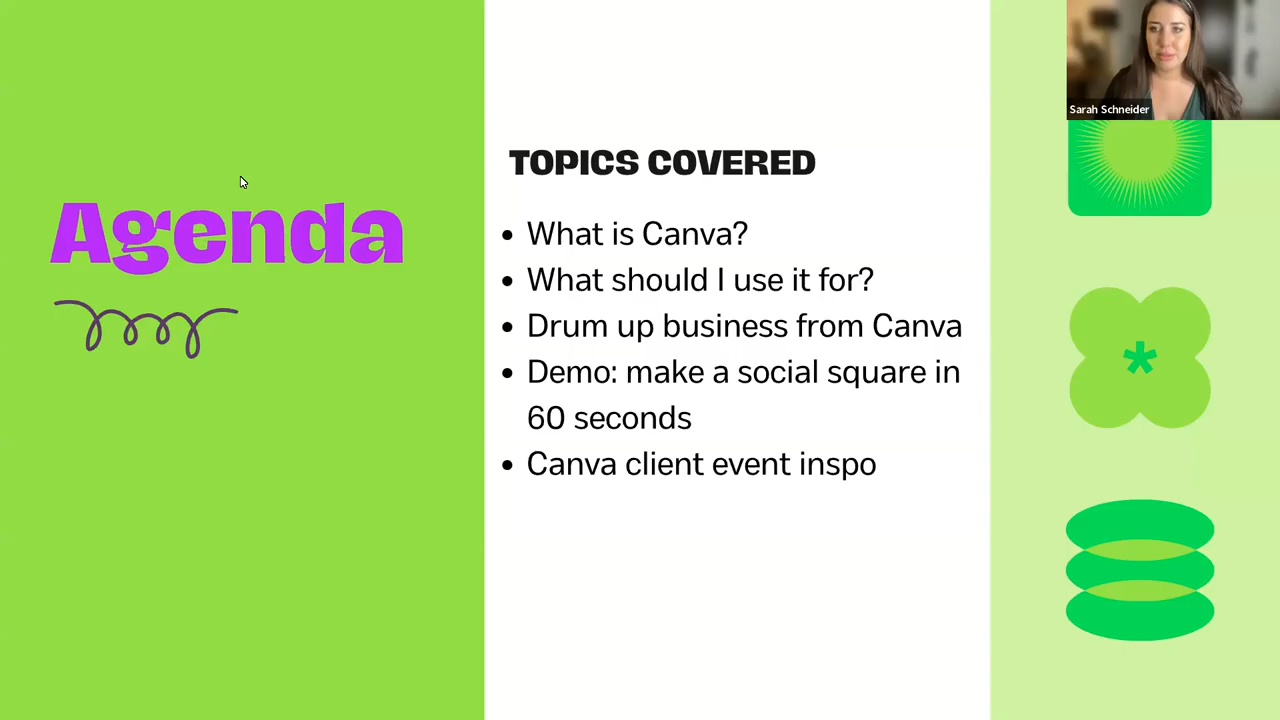 Sarah Schneider
TOPICS COVERED
Agenda
• What is Canva?
• What should I use it for?
• Drum up business from Canva
• Demo: make a social square in
60 seconds
• Canva client event inspo
*